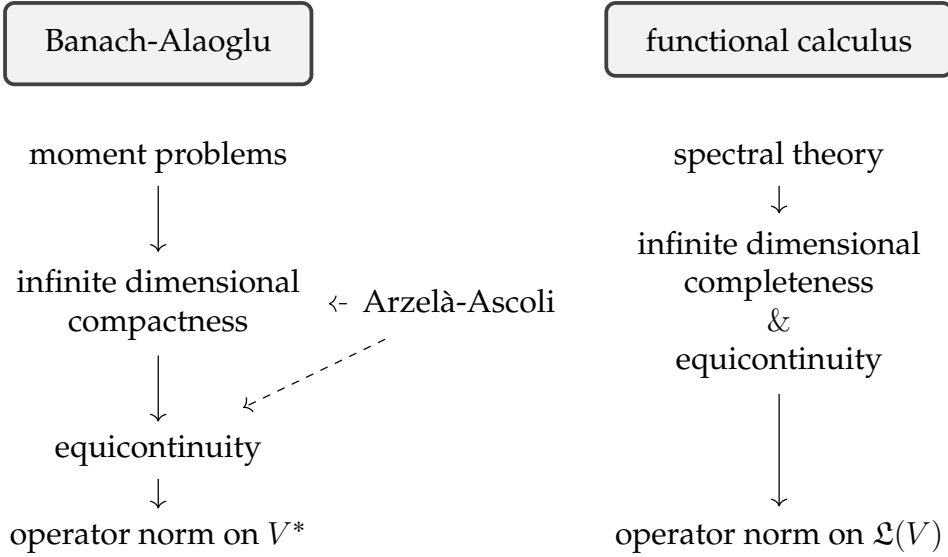 Banach-Alaoglu
functional calculus
moment problems
spectral theory
infinite dimensional
compactness
Arzelà-Ascoli
infinite dimensional
completeness
&
equicontinuity
equicontinuity
operator norm on V*
operator norm on 𝔏(V)